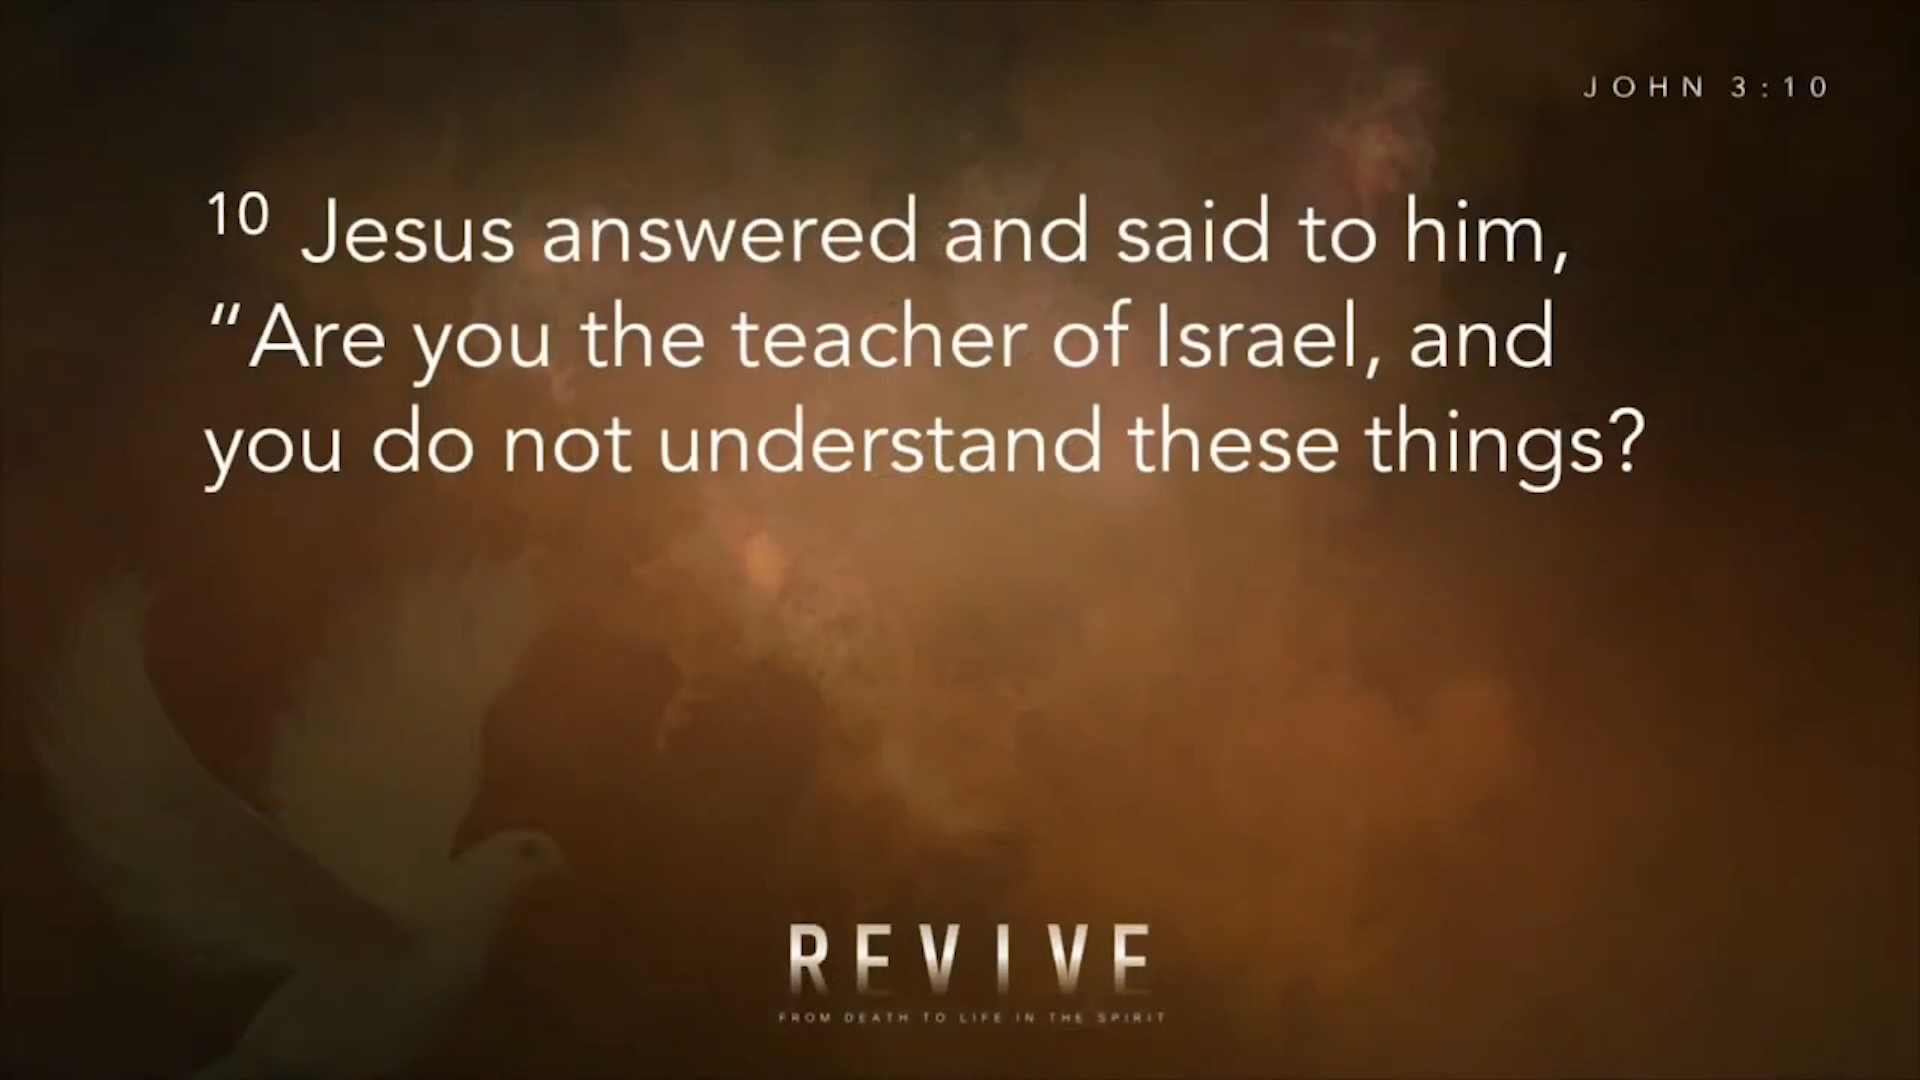 JOHN 3:10
10 Jesus answered and said to him,
“Are you the teacher of Israel, and
you do not understand these things?
REVIVE
FROM DEATH TO LIFE IN THE SPIRIT